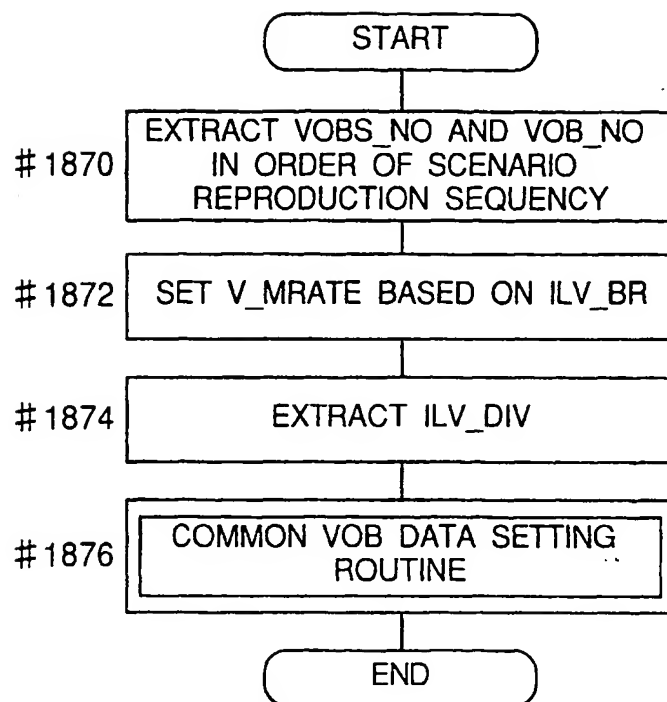 START
#1870
EXTRACT VOBS_NO AND VOB_NO
IN ORDER OF SCENARIO
REPRODUCTION SEQUENCY
#1872
SET V_MRATE BASED ON ILV_BR
#1874
EXTRACT ILV_DIV
#1876
COMMON VOB DATA SETTING
ROUTINE
END